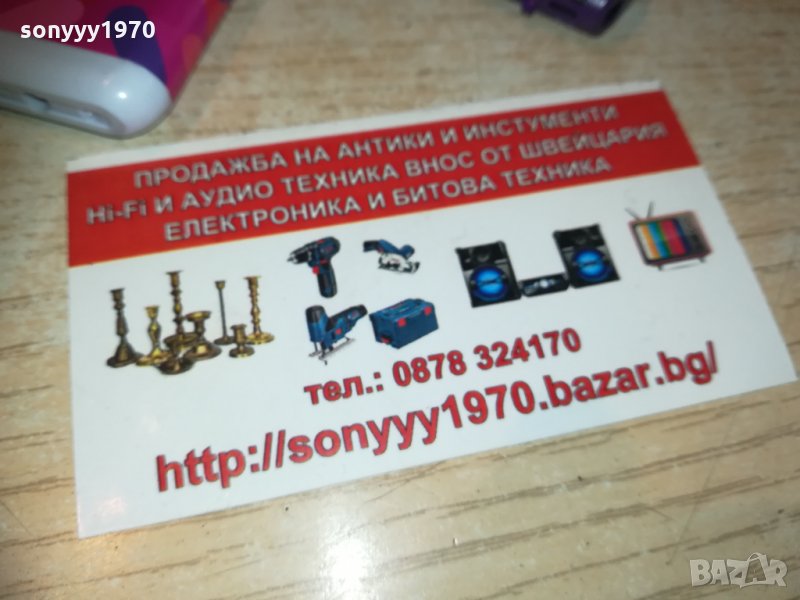 sonyyy1970
ПРОДАЖБА НА АНТИКИ И ИНСТУМЕНТИ
Hi-Fi И АУДИО ТЕХНИКА ВНОС ОТ ШВЕЙЦАРИЯ
ЕЛЕКТРОНИКА И БИТОВА ТЕХНИКА
тел.: 0878 324170
http://sonyyy1970.bazar.bg/
sonyyy1970
BAZAR